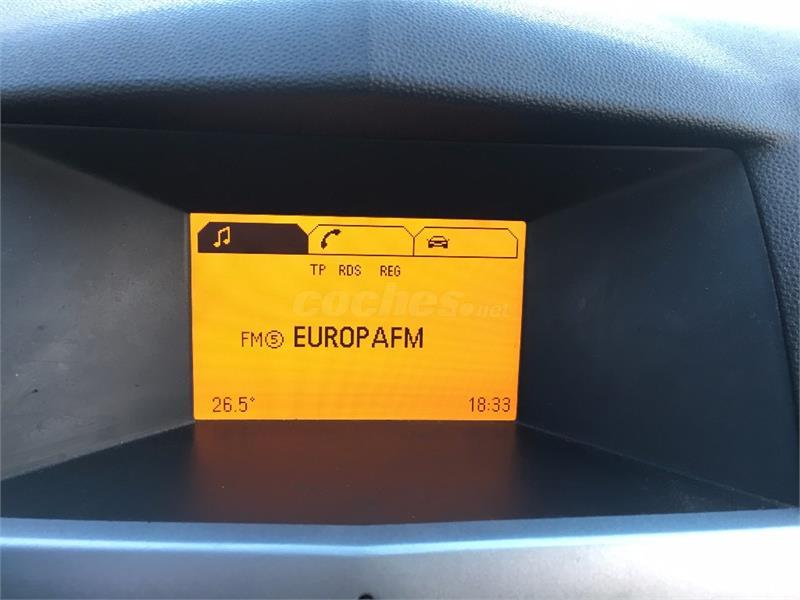 TP RDS REG
coches.net
FM⑤ EUROPAFM
26.5° 18:33